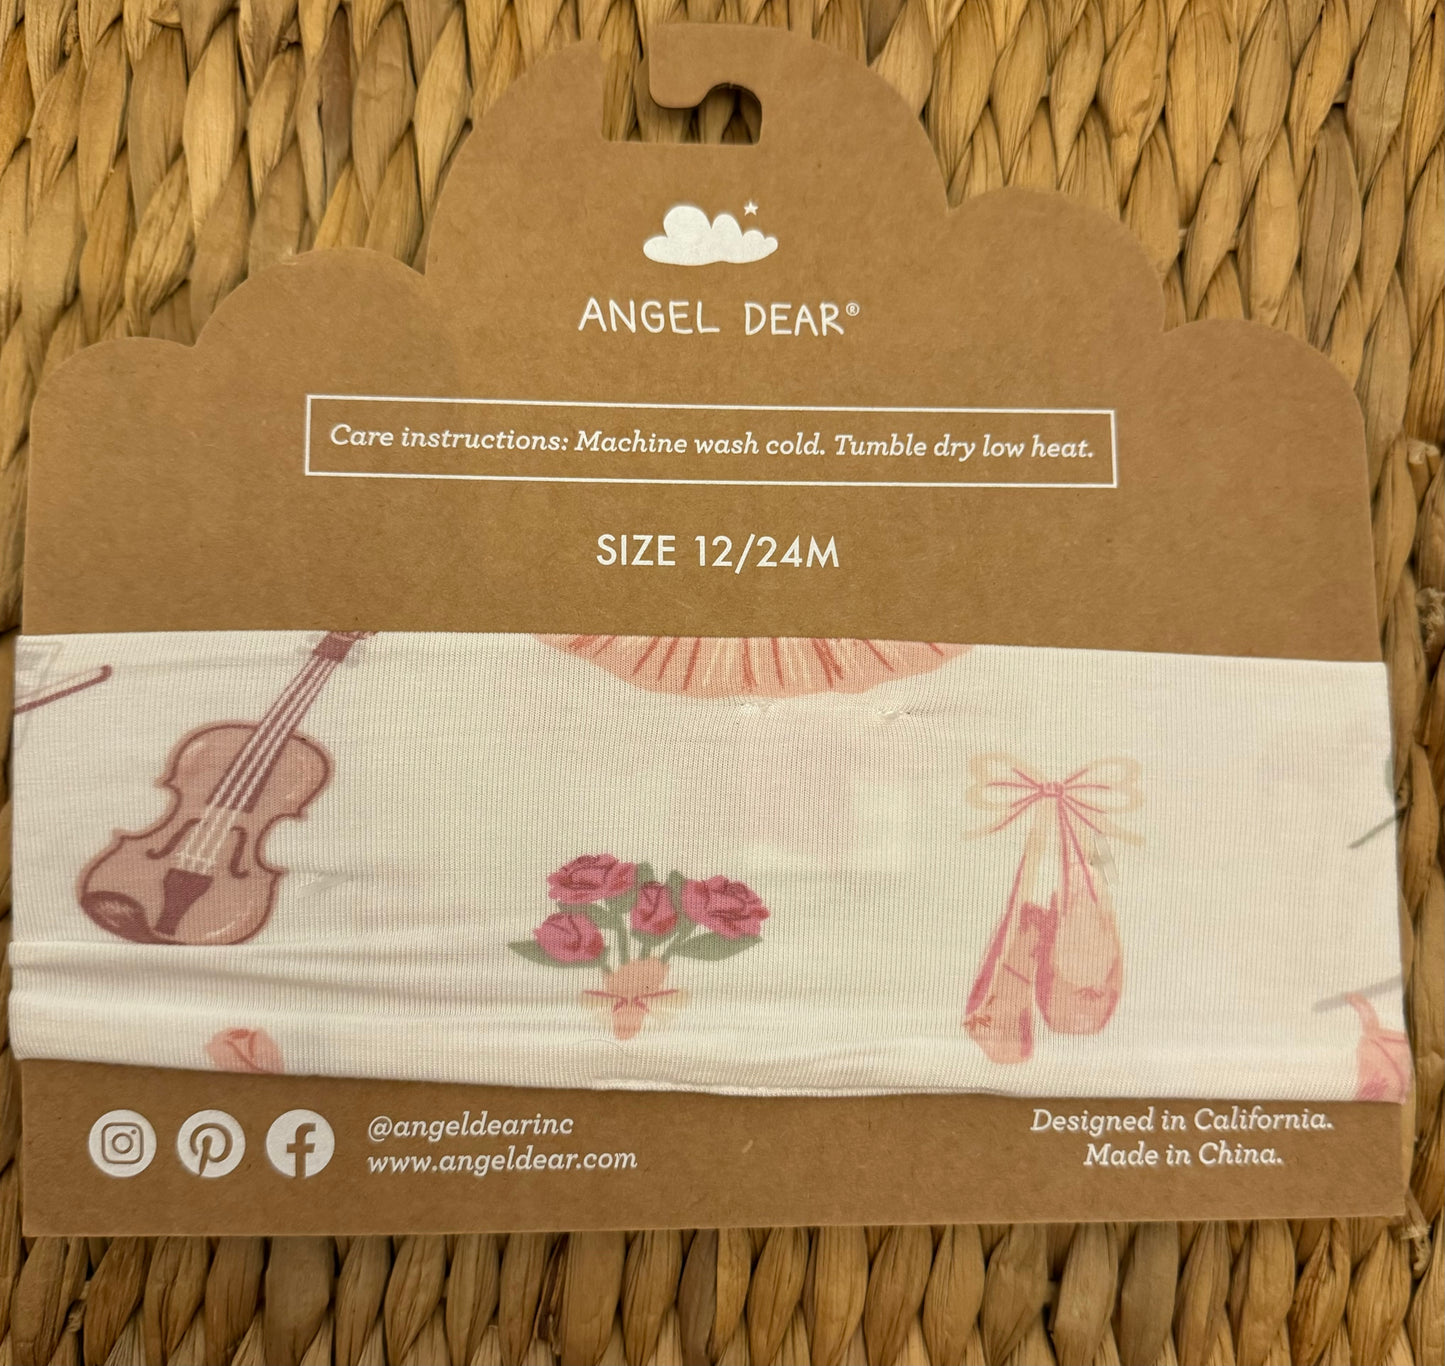 ANGEL DEAR®
Care instructions: Machine wash cold. Tumble dry low heat.
SIZE 12/24M
@angeldearinc
www.angeldear.com
Designed in California.
Made in China.